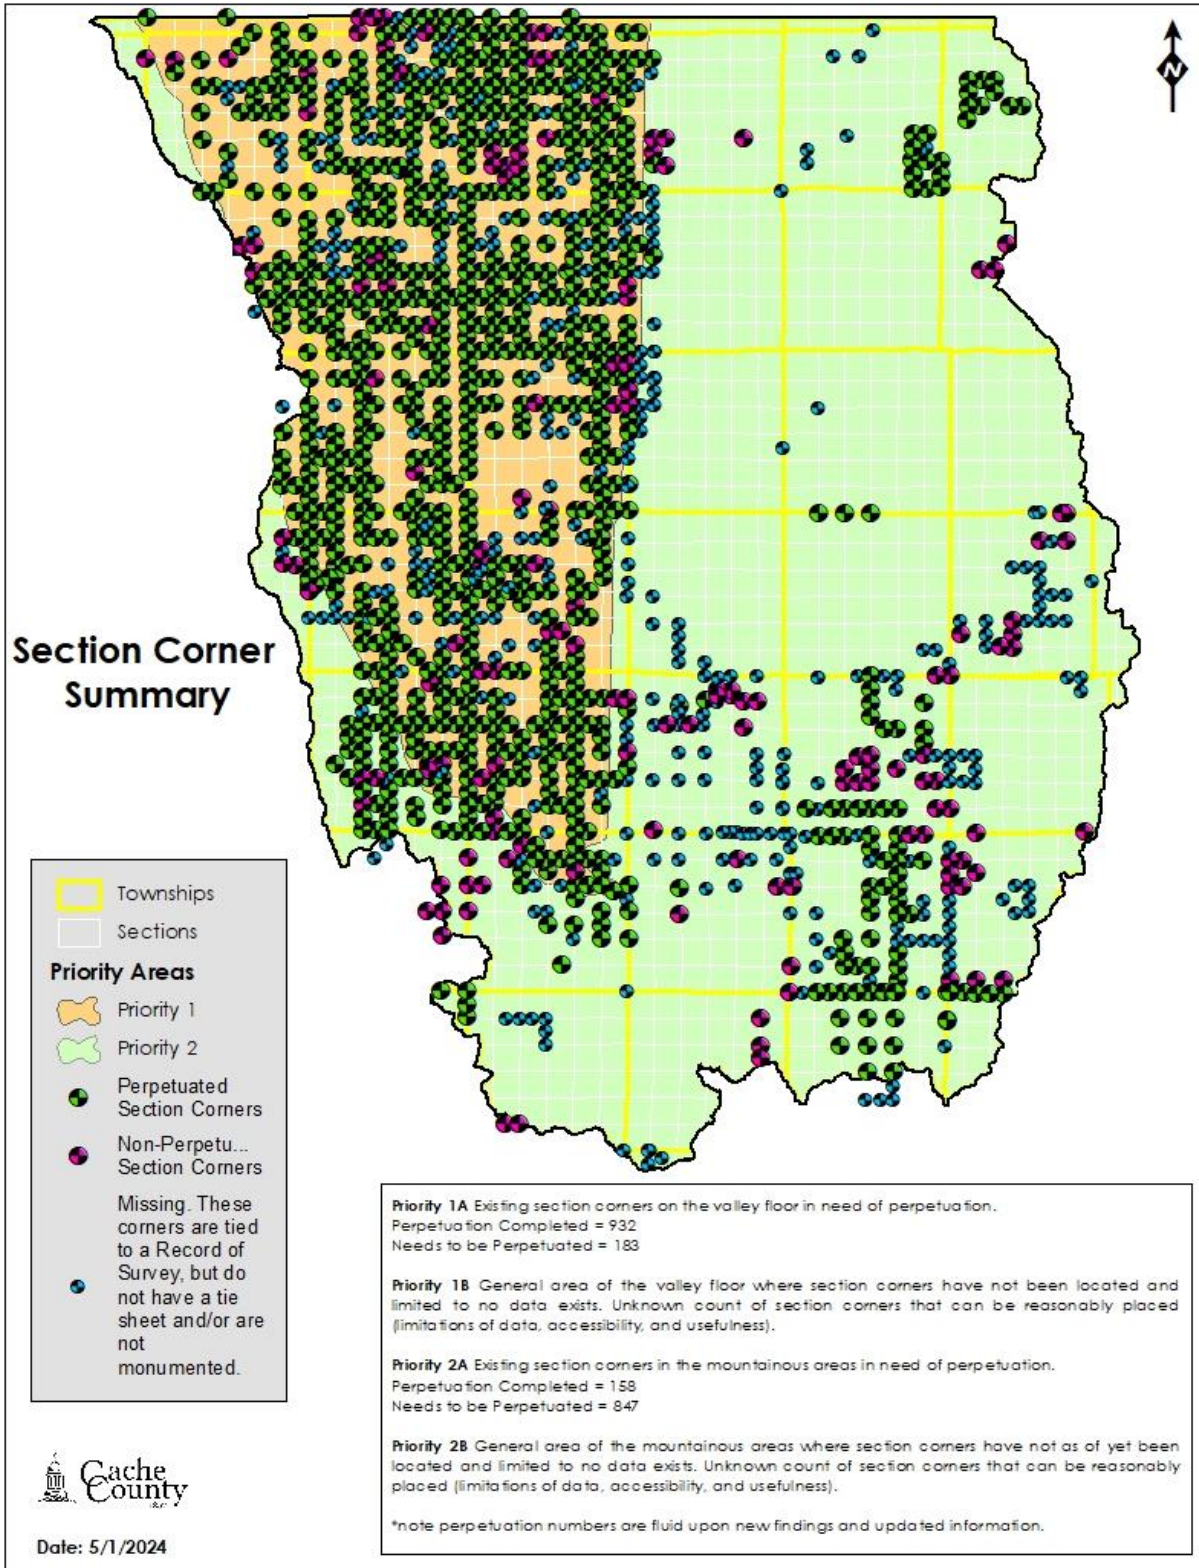 N
Section Corner
Summary
Townships
Sections
Priority Areas
Priority 1
Priority 2
Perpetuated
Section Corners
Non-Perpetu...
Section Corners
Missing. These
corners are tied
to a Record of
Survey, but do
not have a tie
sheet and/or are
not
monumented.
Cache
County
Date: 5/1/2024
Priority 1A Existing section corners on the valley floor in need of perpetuation.
Perpetuation Completed = 932
Needs to be Perpetuated = 183
Priority 1B General area of the valley floor where section corners have not been located and
limited to no data exists. Unknown count of section corners that can be reasonably placed
(limitations of data, accessibility, and usefulness).
Priority 2A Existing section corners in the mountainous areas in need of perpetuation.
Perpetuation Completed = 158
Needs to be Perpetuated = 847
Priority 2B General area of the mountainous areas where section corners have not as of yet been
located and limited to no data exists. Unknown count of section corners that can be reasonably
placed (limitations of data, accessibility, and usefulness).
*note perpetuation numbers are fluid upon new findings and updated information.